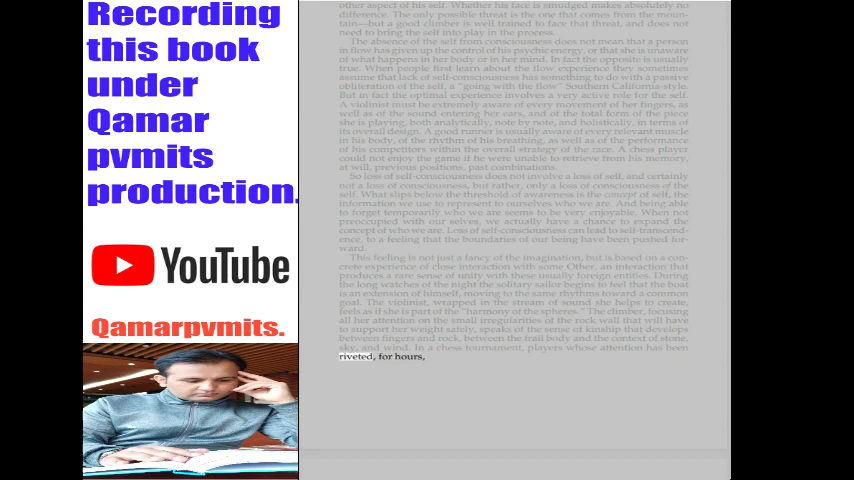 Recording
this book
under
Qamar
pvmits
production.
YouTube
Qamarpvmits.
other aspect of his self. Whether his face is smudged makes absolutely no
difference. The only possible threat is the one that comes from the moun-
tain—but a good climber is well trained to face that threat, and does not
need to bring the self into play in the process.
The absence of the self from consciousness does not mean that a person
in flow has given up the control of his psychic energy, or that she is unaware
of what happens in her body or in her mind. In fact the opposite is usually
true. When people first learn about the flow experience they sometimes
assume that lack of self-consciousness has something to do with a passive
obliteration of the self, a "going with the flow" Southern California-style.
But in fact the optimal experience involves a very active role for the self.
A violinist must be extremely aware of every movement of her fingers, as
well as of the sound entering her ears, and of the total form of the piece
she is playing, both analytically, note by note, and holistically, in terms of
its overall design. A good runner is usually aware of every relevant muscle
in his body, of the rhythm of his breathing, as well as of the performance
of his competitors within the overall strategy of the race. A chess player
could not enjoy the game if he were unable to retrieve from his memory,
at will, previous positions, past combinations.
So loss of self-consciousness does not involve a loss of self, and certainly
not a loss of consciousness, but rather, only a loss of consciousness of the
self. What slips below the threshold of awareness is the concept of self, the
information we use to represent to ourselves who we are. And being able
to forget temporarily who we are seems to be very enjoyable. When not
preoccupied with our selves, we actually have a chance to expand the
concept of who we are. Loss of self-consciousness can lead to self-transcend-
ence, to a feeling that the boundaries of our being have been pushed for-
ward.
This feeling is not just a fancy of the imagination, but is based on a con-
crete experience of close interaction with some Other, an interaction that
produces a rare sense of unity with these usually foreign entities. During
the long watches of the night the solitary sailor begins to feel that the boat
is an extension of himself, moving to the same rhythms toward a common
goal. The violinist, wrapped in the stream of sound she helps to create,
feels as if she is part of the "harmony of the spheres." The climber, focusing
all her attention on the small irregularities of the rock wall that will have
to support her weight safely, speaks of the sense of kinship that develops
between fingers and rock, between the frail body and the context of stone,
sky, and wind. In a chess tournament, players whose attention has been
riveted, for hours,